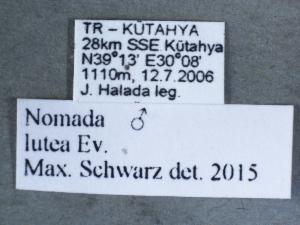 TR – KÜTAHYA
28km SSE Kütahya
N39°13' E30°08'
1110m, 12.7.2006
J. Halada leg.
Nomada ♂
lutea Ev.
Max. Schwarz det. 2015